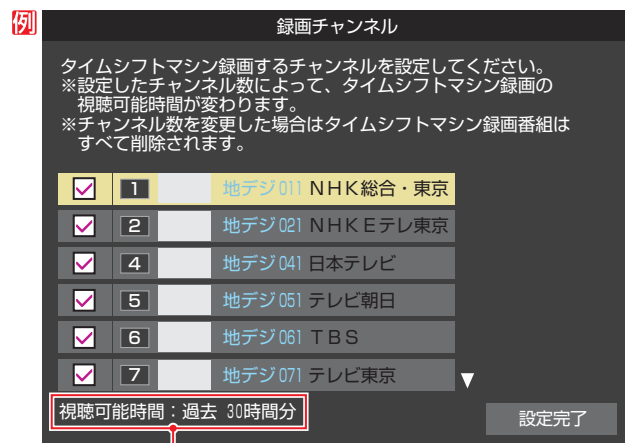 例
録画チャンネル
タイムシフトマシン録画するチャンネルを設定してください。
※設定したチャンネル数によって、タイムシフトマシン録画の
視聴可能時間が変わります。
※チャンネル数を変更した場合はタイムシフトマシン録画番組は
すべて削除されます。
1 地デジ011 NHK総合・東京
2 地デジ021 NHKEテレ東京
4 地デジ041 日本テレビ
5 地デジ051 テレビ朝日
6 地デジ061 TBS
7 地デジ071 テレビ東京
視聴可能時間：過去 30時間分
設定完了